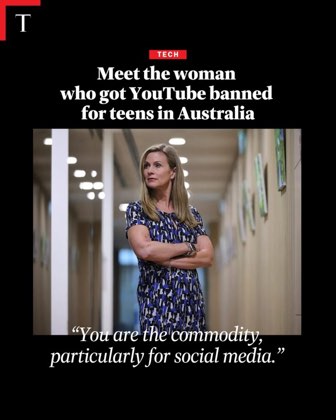 T
TECH
Meet the woman
who got YouTube banned
for teens in Australia
“You are the commodity,
particularly for social media.”